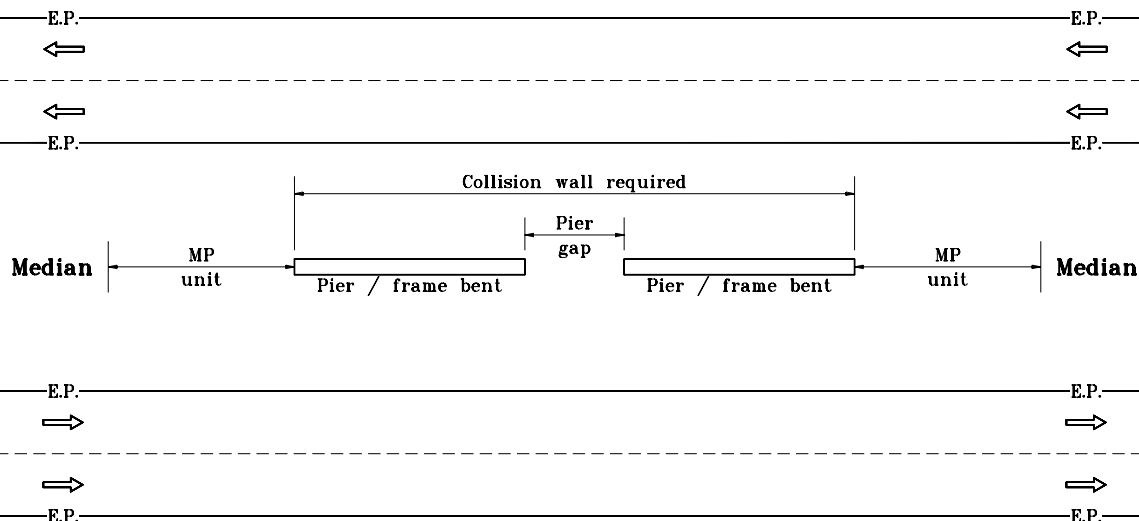 E.P. E.P.
E.P. E.P.
Collision wall required
Pier
gap
Median MP
unit MP
unit Median
Pier / frame bent Pier / frame bent
E.P. E.P.
E.P. E.P.